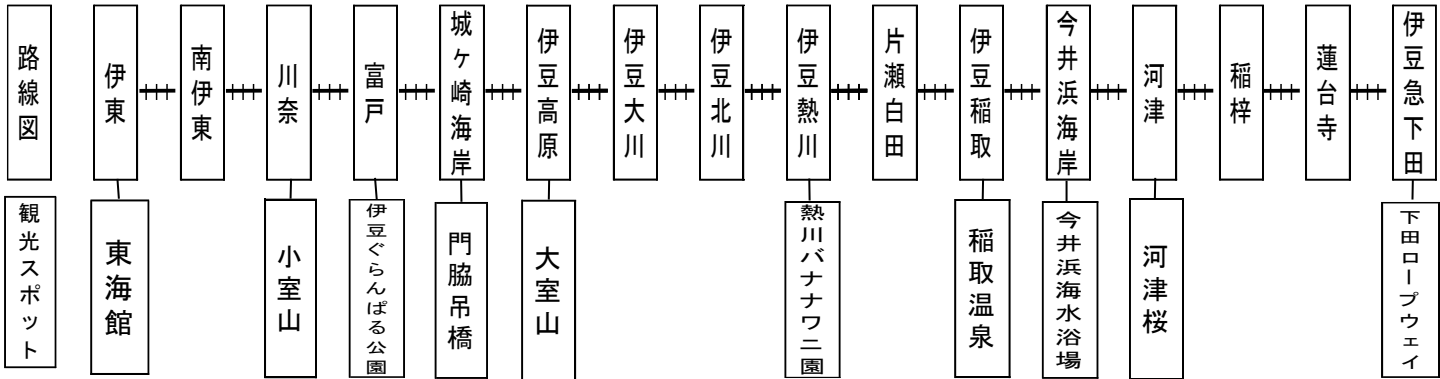 路線図
伊東
南伊東
川奈
富戸
城ヶ崎海岸
伊豆高原
伊豆大川
伊豆北川
伊豆熱川
片瀬白田
伊豆稲取
今井浜海岸
河津
稲梓
蓮台寺
伊豆急下田
観光スポット
東海館
小室山
伊豆ぐらんぱる公園
門脇吊橋
大室山
熱川バナナワニ園
稲取温泉
今井浜海水浴場
河津桜
下田ロープウェイ